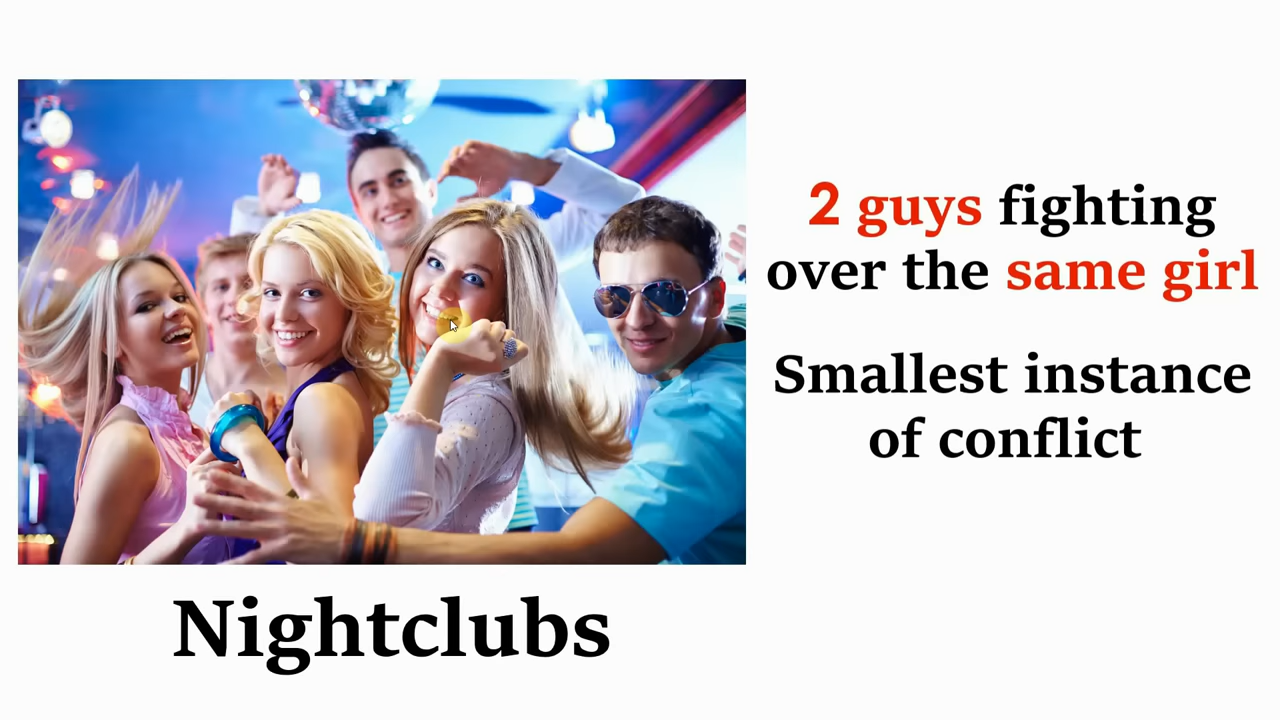 2 guys fighting
over the same girl
Smallest instance
of conflict
Nightclubs